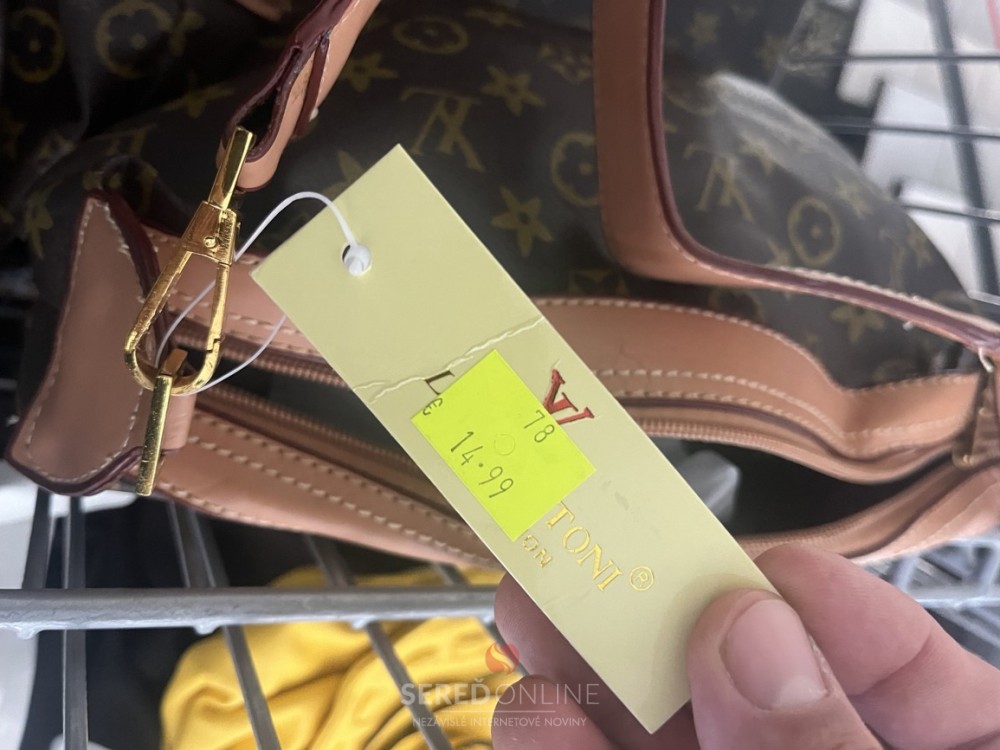 L
V
€ 78
14.99
TONI ®
LV
SEREĎONLINE
NEZÁVISLÉ INTERNETOVÉ NOVINY